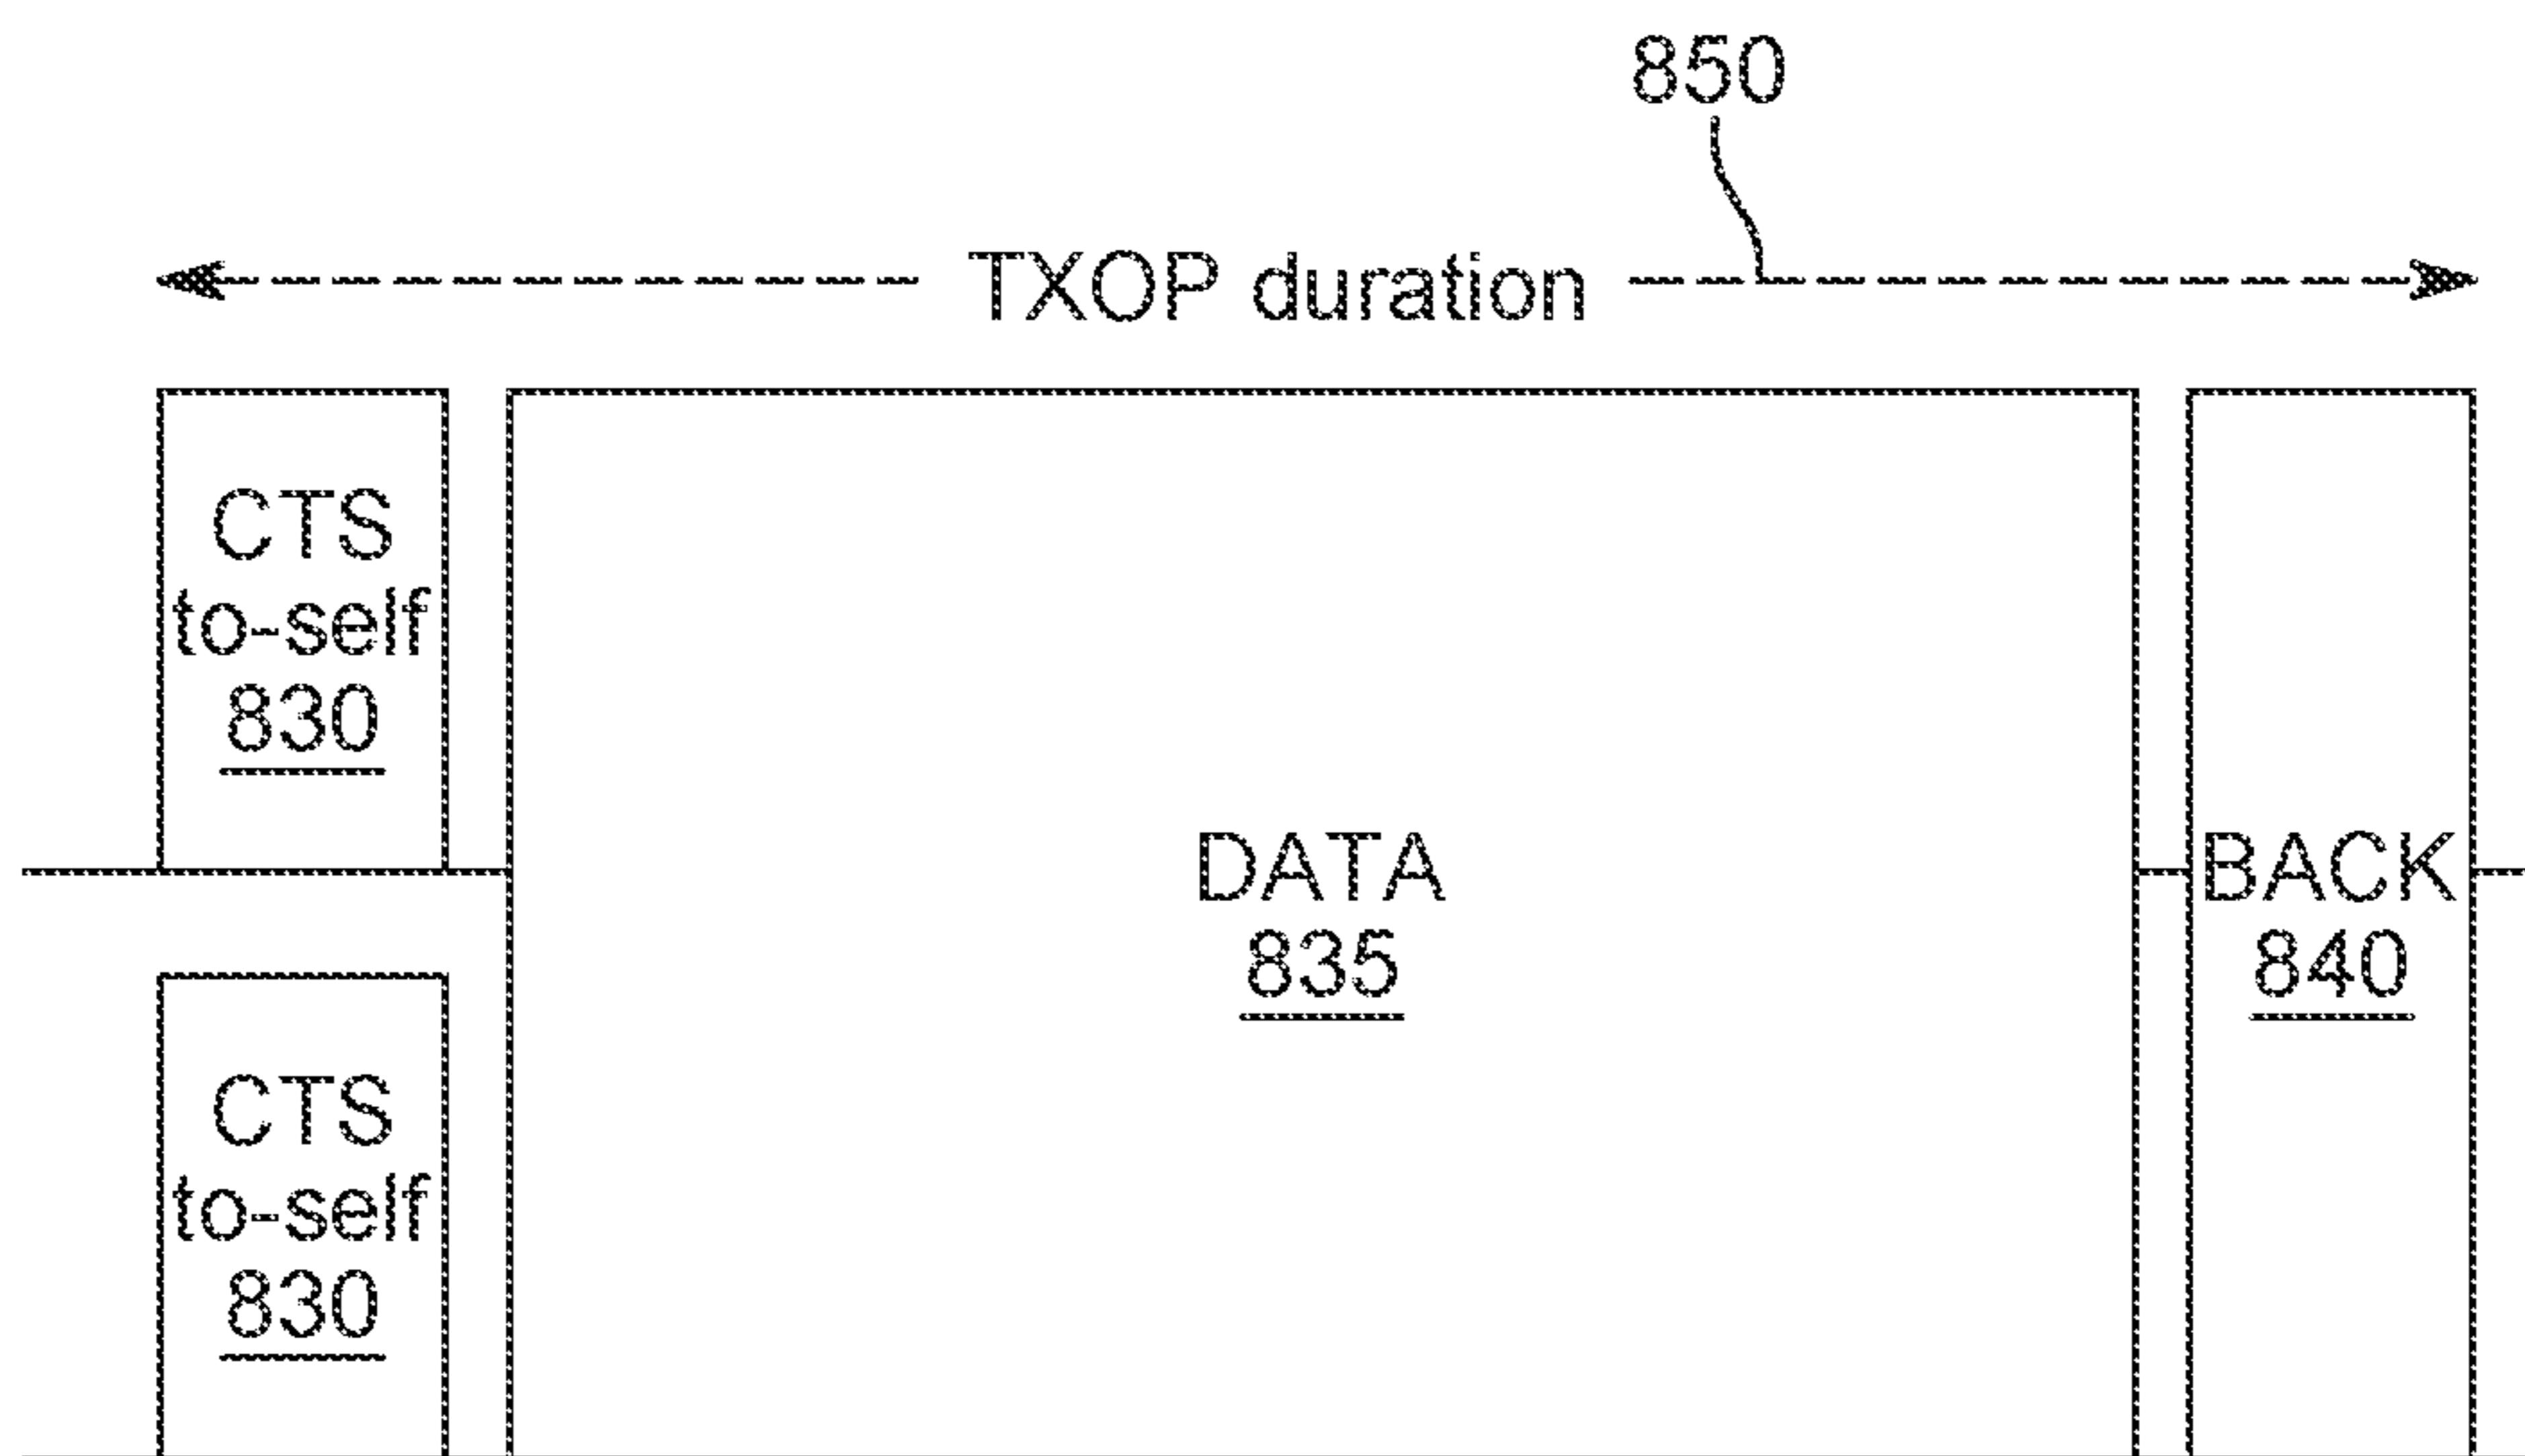 850
TXOP duration
CTS
to-self
830
DATA
835
BACK
840
CTS
to-self
830